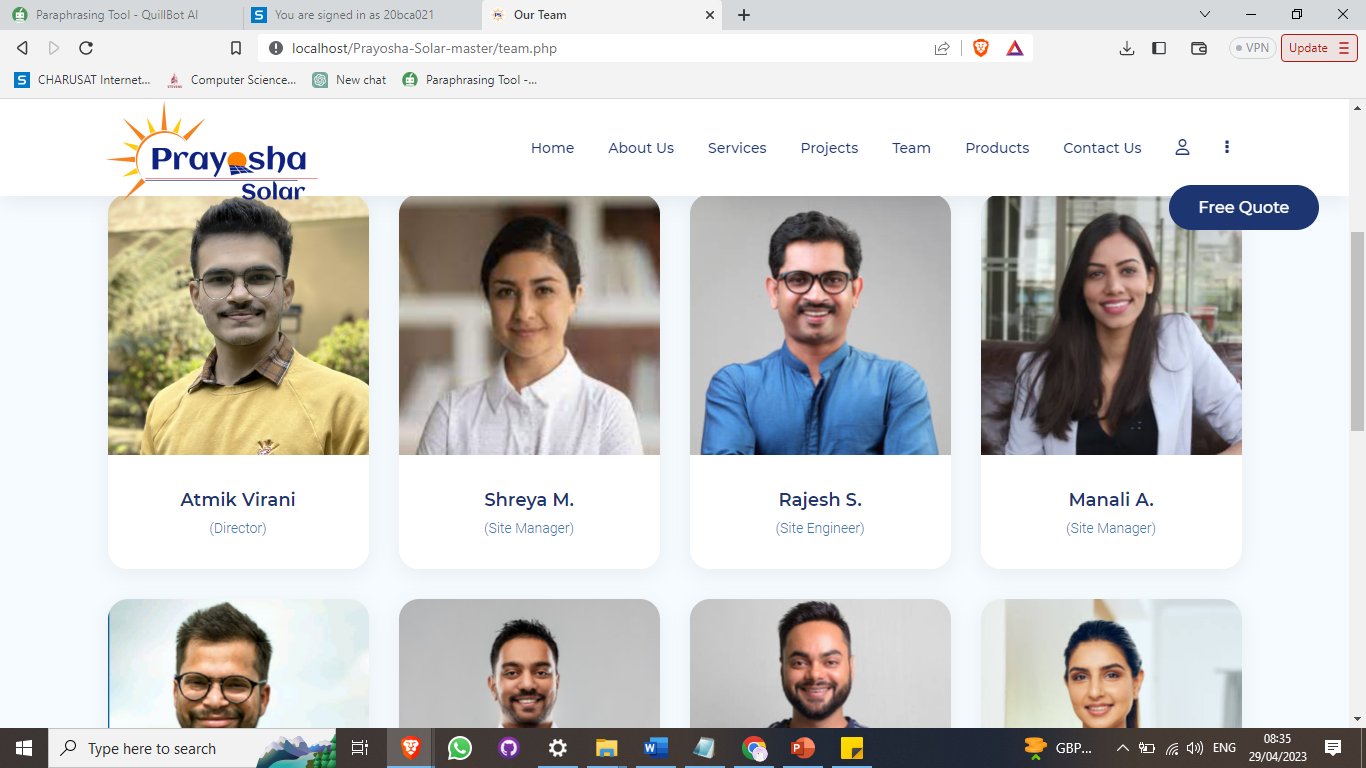 Paraphrasing Tool - QuillBot AI
You are signed in as 20bca021
Our Team
localhost/Prayosha-Solar-master/team.php
VPN
Update
CHARUSAT Internet...
Computer Science...
New chat
Paraphrasing Tool -...
Prayosha
Solar
Home
About Us
Services
Projects
Team
Products
Contact Us
Free Quote
Atmik Virani
(Director)
Shreya M.
(Site Manager)
Rajesh S.
(Site Engineer)
Manali A.
(Site Manager)
Type here to search
GBP...
ENG
08:35
29/04/2023